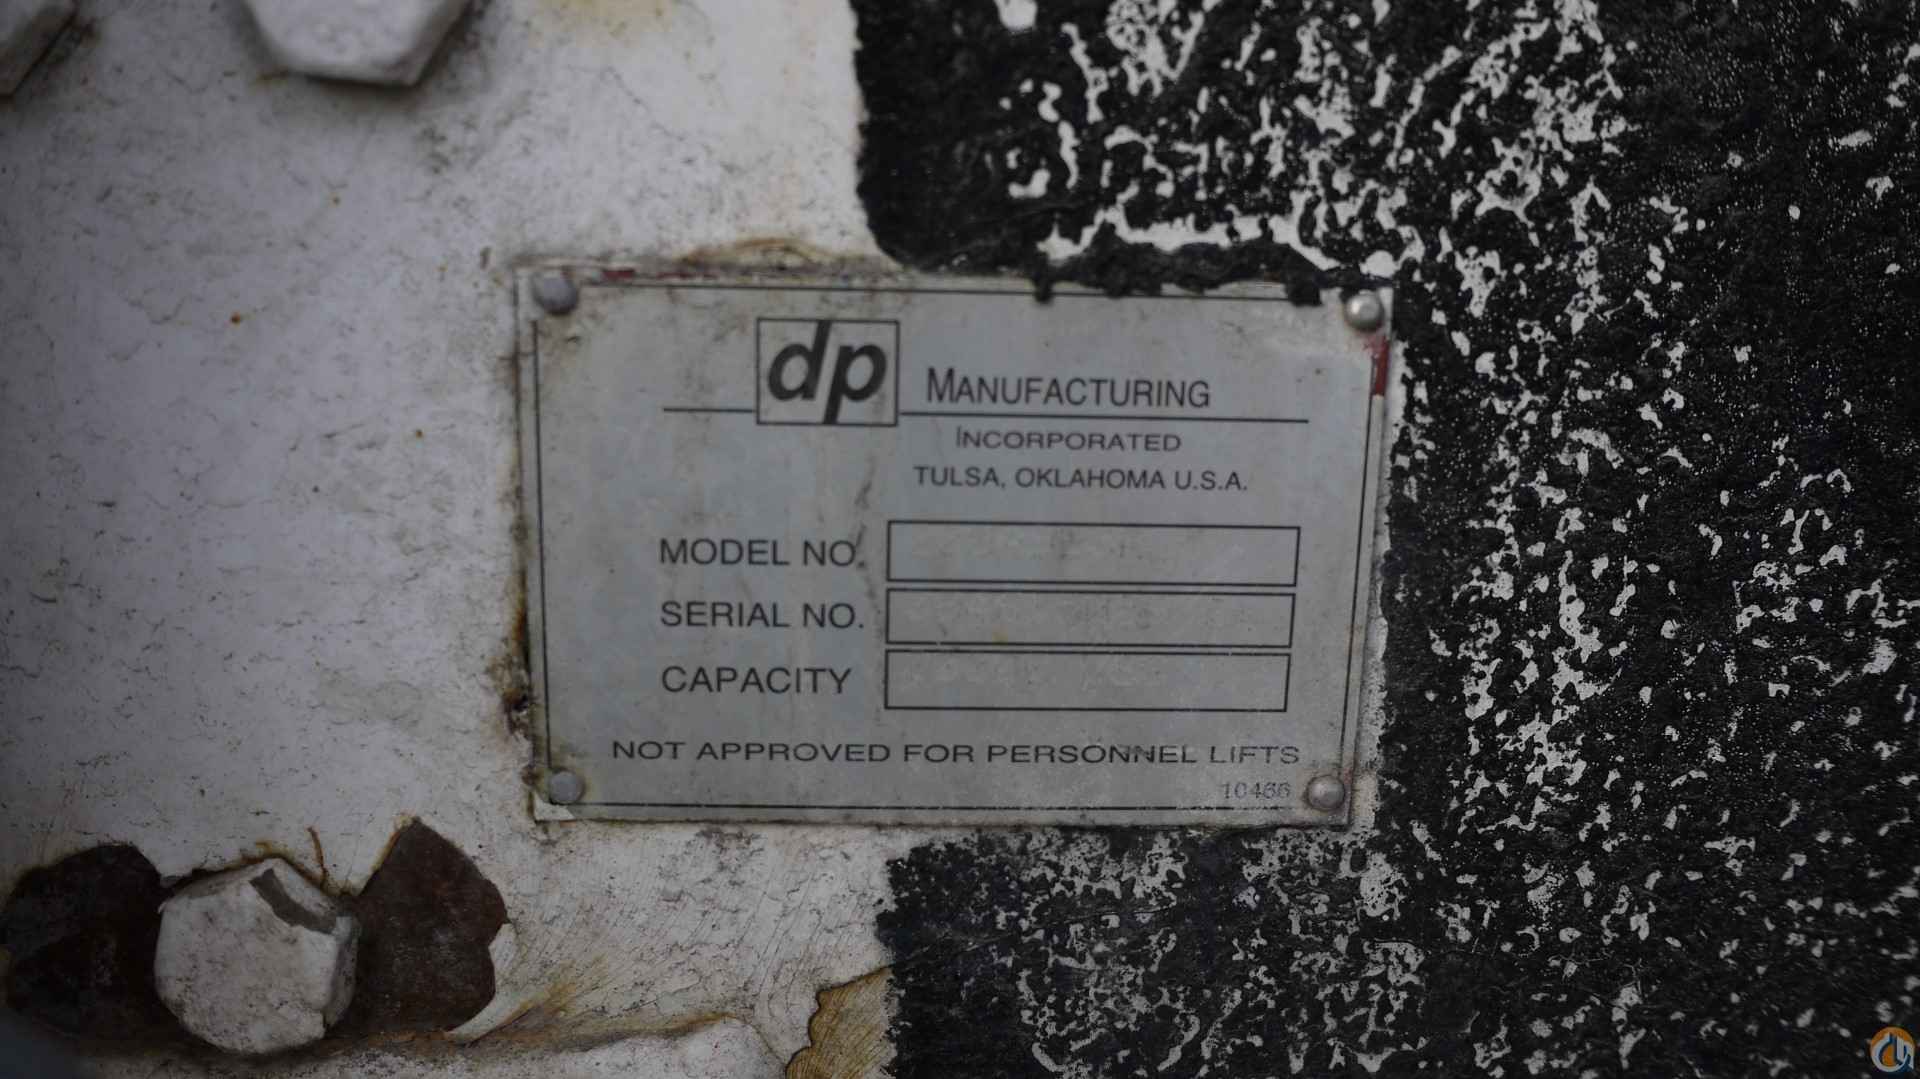 dp MANUFACTURING
INCORPORATED
TULSA, OKLAHOMA U.S.A.
MODEL NO.
SERIAL NO.
CAPACITY
NOT APPROVED FOR PERSONNEL LIFTS
10466